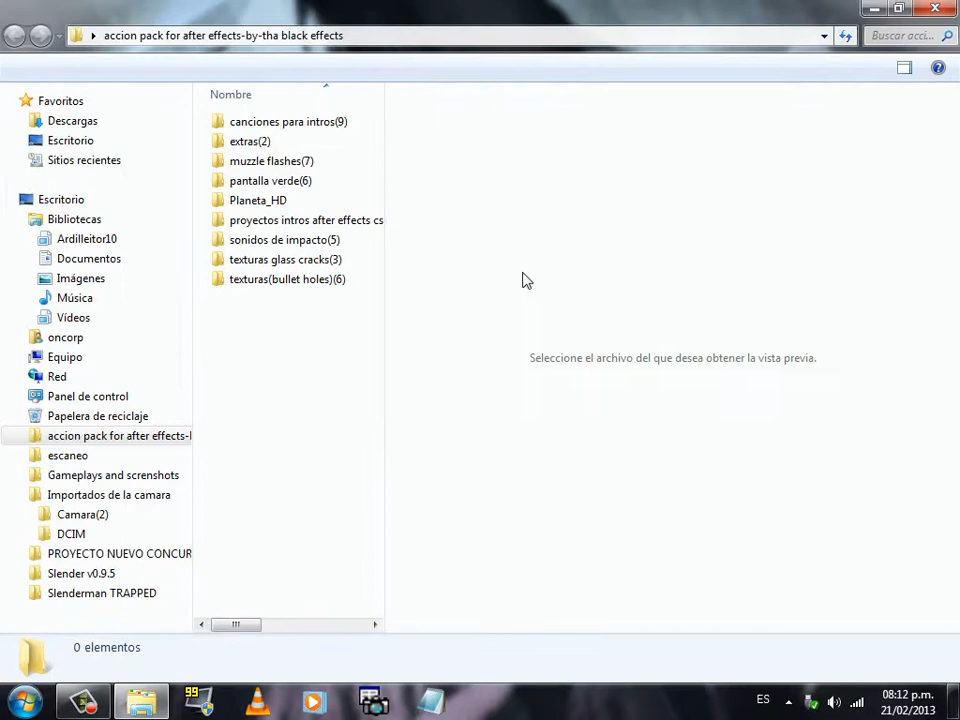 accion pack for after effects-by-tha black effects
Buscar acci...
Favoritos
Descargas
Escritorio
Sitios recientes
Escritorio
Bibliotecas
Ardilleitor10
Documentos
Imágenes
Música
Vídeos
oncorp
Equipo
Red
Panel de control
Papelera de reciclaje
accion pack for after effects-
escaneo
Gameplays and screnshots
Importados de la camara
Camara(2)
DCIM
PROYECTO NUEVO CONCUR
Slender v0.9.5
Slenderman TRAPPED
Nombre
canciones para intros(9)
extras(2)
muzzle flashes(7)
pantalla verde(6)
Planeta_HD
proyectos intros after effects cs
sonidos de impacto(5)
texturas glass cracks(3)
texturas(bullet holes)(6)
Seleccione el archivo del que desea obtener la vista previa.
0 elementos
99
ES
08:12 p.m.
21/02/2013